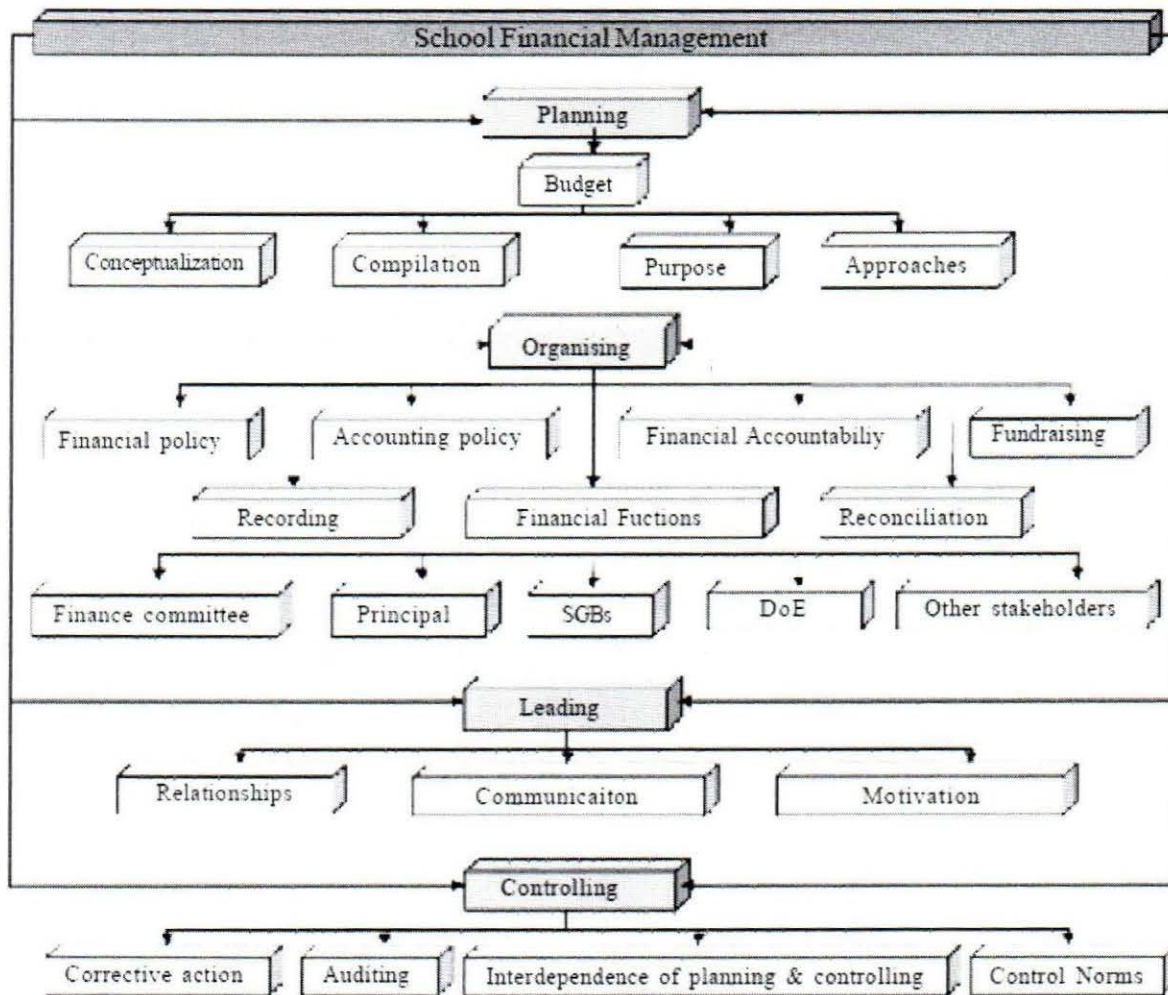 School Financial Management
Planning
Budget
Conceptualization Compilation Purpose Approaches
Organising
Financial policy Accounting policy Financial Accountabiliy Fundraising
Recording Financial Fuctions Reconciliation
Finance committee Principal SGBs DoE Other stakeholders
Leading
Relationships Communicaiton Motivation
Controlling
Corrective action Auditing Interdependence of planning & controlling Control Norms